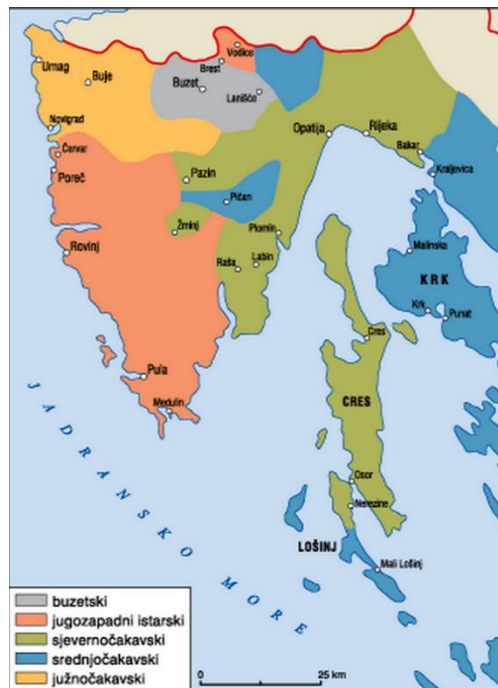 Vodice
Umag
Brest
Buje
Buzet
Lanišće
Novigrad
Opatija
Rijeka
Červar
Bakar
Poreč
Pazin
Kraljevica
Pićan
Žminj
Plomin
Rovinj
Malinska
Labin
Raša
KRK
Krk
Punat
Cres
Pula
CRES
Medulin
JADRANSKO MORE
Osor
Nerezine
LOŠINJ
Mali Lošinj
buzetski
jugozapadni istarski
sjevernočakavski
srednjočakavski
južnočakavski
0 25 km